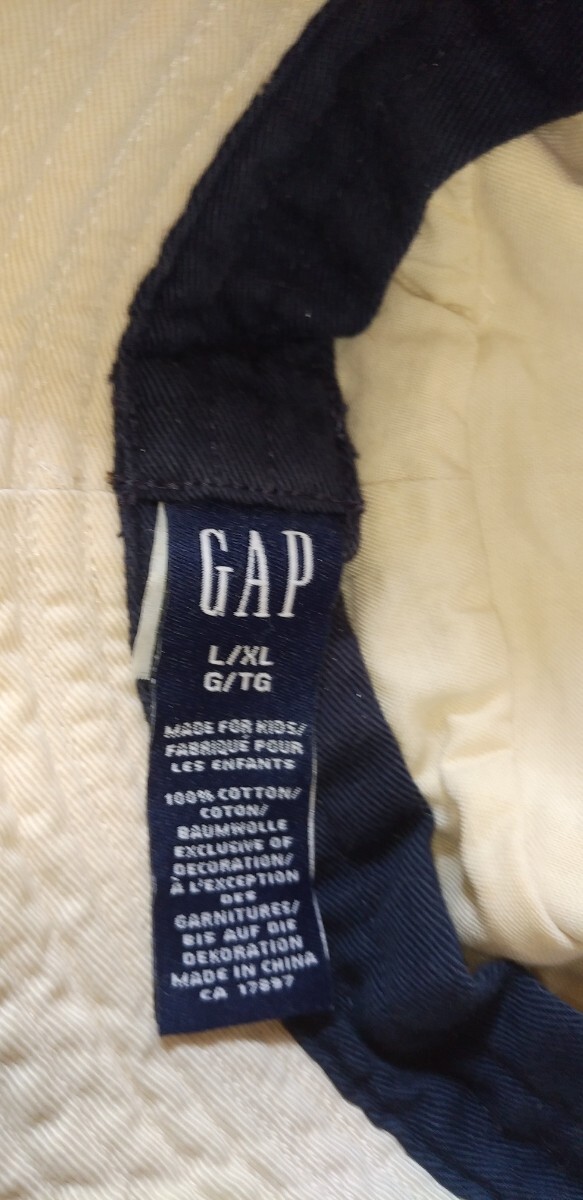 GAP
L/XL
G/TG
MADE FOR KIDS/
FABRIQUÉ POUR
LES ENFANTS
100% COTTON/
COTON/
BAUMWOLLE
EXCLUSIVE OF
DECORATION/
À L'EXCEPTION
DES
GARNITURES/
BIS AUF DIE
DEKORATION
MADE IN CHINA
CA 17897